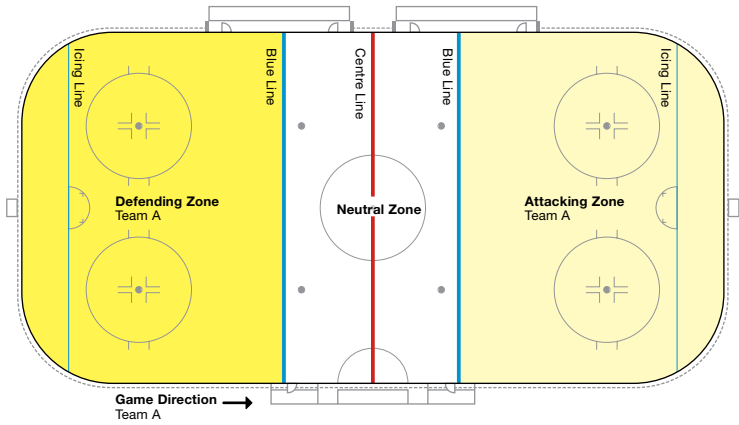 Icing Line
Blue Line
Centre Line
Blue Line
Icing Line
Defending Zone
Team A
Neutral Zone
Attacking Zone
Team A
Game Direction
Team A